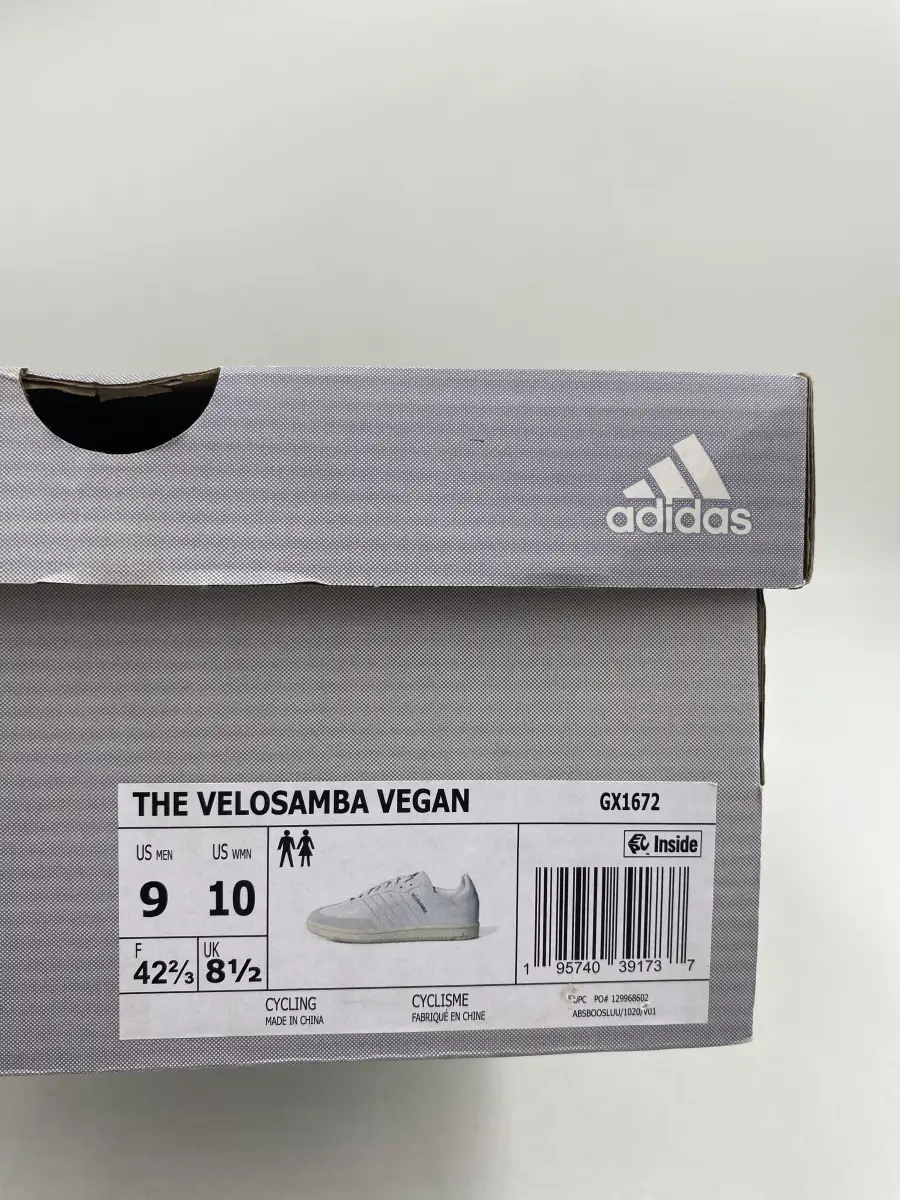 adidas
THE VELOSAMBA VEGAN
GX1672
US MEN
US WMN
9
10
F
UK
42⅔
8½
Inside
1 95740 39173 7
CYCLING
MADE IN CHINA
CYCLISME
FABRIQUÉ EN CHINE
PO# 129968602
ABSBOOSLUU/1020/V01